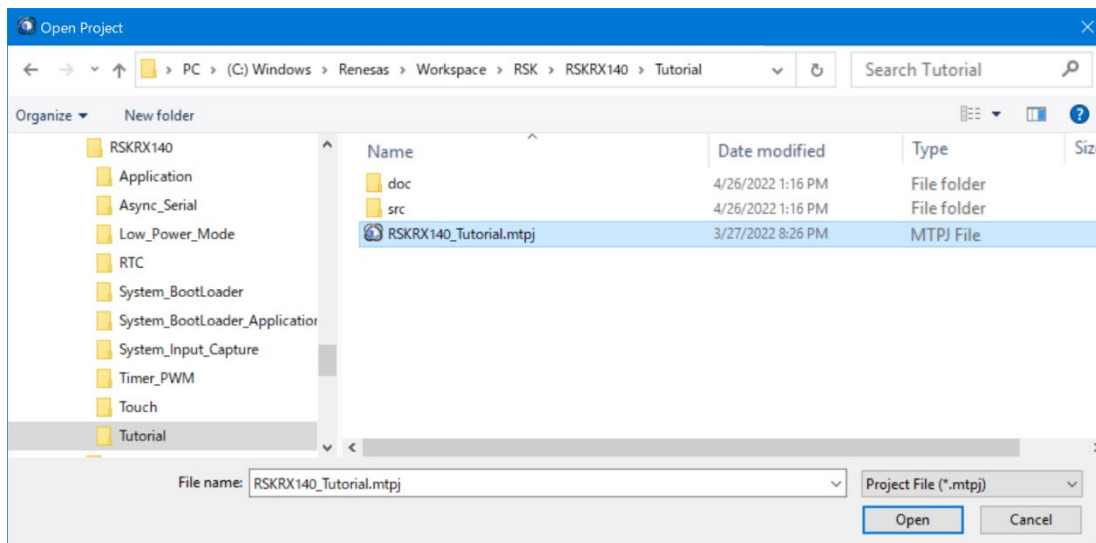 Open Project
PC > (C:) Windows > Renesas > Workspace > RSK > RSKRX140 > Tutorial
Search Tutorial
Organize
New folder
RSKRX140
Application
Async_Serial
Low_Power_Mode
RTC
System_BootLoader
System_BootLoader_Application
System_Input_Capture
Timer_PWM
Touch
Tutorial
Name Date modified Type Siz
doc 4/26/2022 1:16 PM File folder
src 4/26/2022 1:16 PM File folder
RSKRX140_Tutorial.mtpj 3/27/2022 8:26 PM MTPJ File
File name: RSKRX140_Tutorial.mtpj Project File (*.mtpj)
Open Cancel